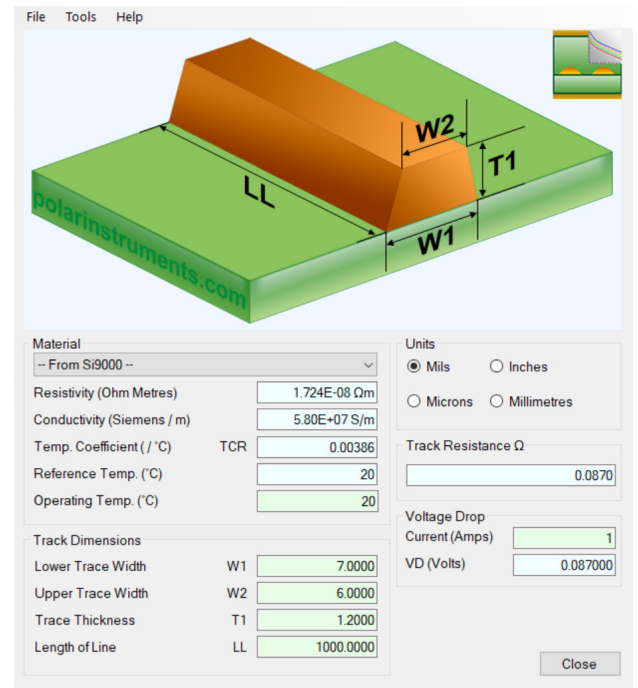 File Tools Help
W2
T1
LL
W1
polarinstruments.com
Material
-- From Si9000 --
Resistivity (Ohm Metres) 1.724E-08 Ωm
Conductivity (Siemens / m) 5.80E+07 S/m
Temp. Coefficient ( / °C) TCR 0.00386
Reference Temp. (°C) 20
Operating Temp. (°C) 20
Units
Mils Inches
Microns Millimetres
Track Resistance Ω
0.0870
Voltage Drop
Current (Amps) 1
VD (Volts) 0.087000
Track Dimensions
Lower Trace Width W1 7.0000
Upper Trace Width W2 6.0000
Trace Thickness T1 1.2000
Length of Line LL 1000.0000
Close